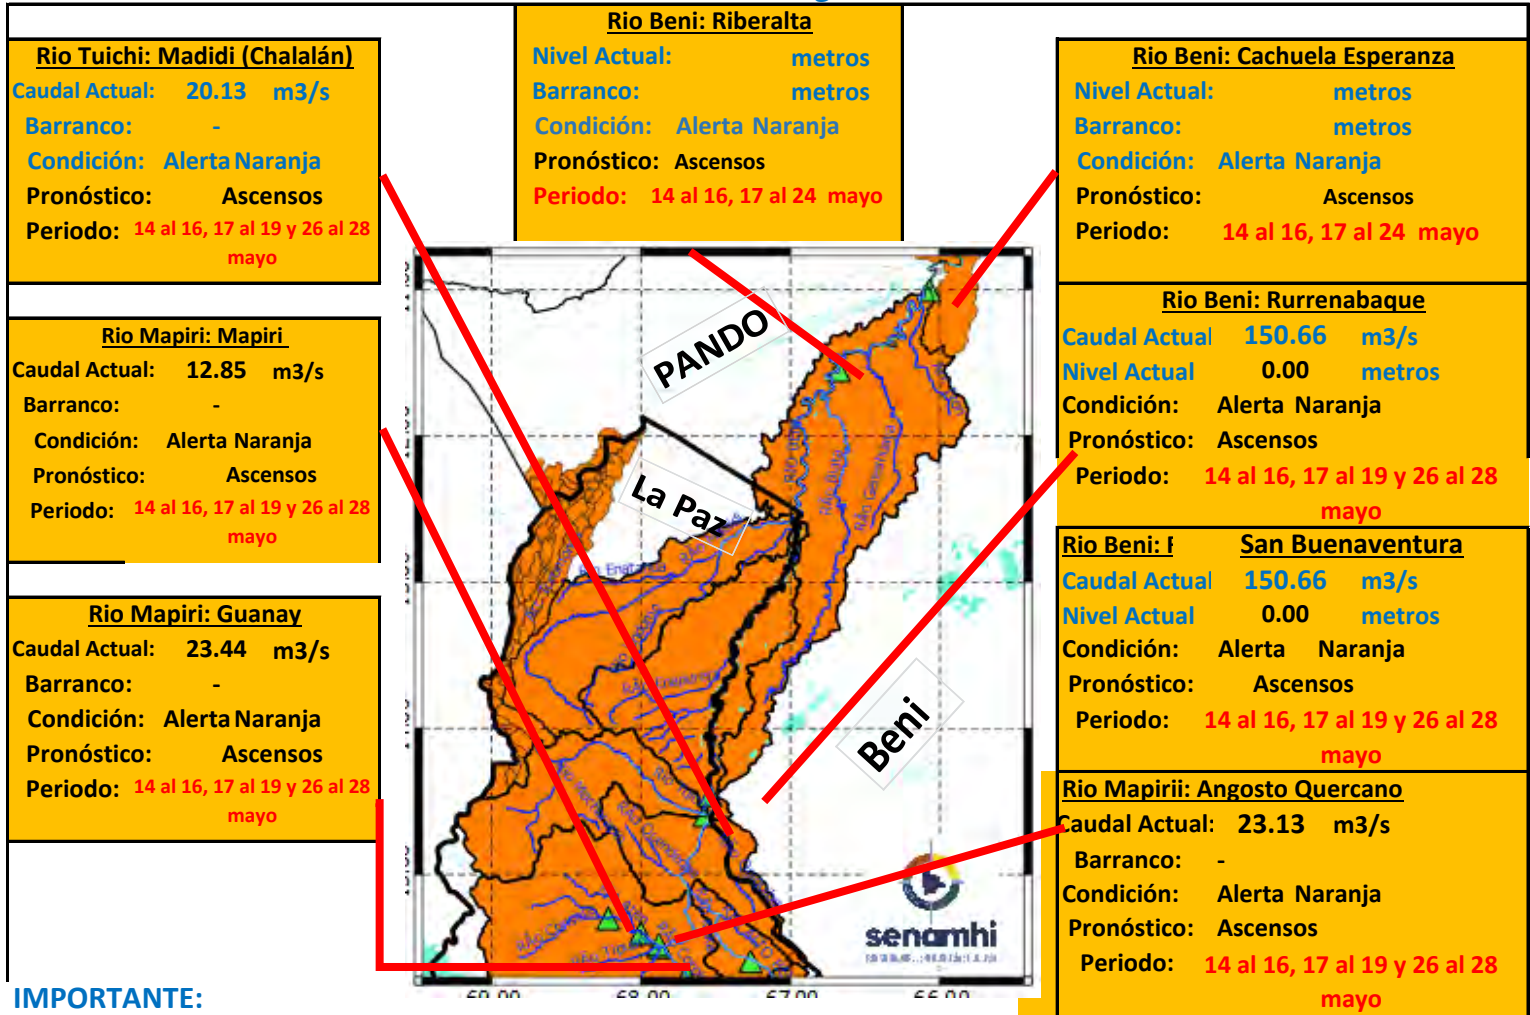 Rio Tuichi: Madidi (Chalalán)
Caudal Actual: 20.13 m3/s
Barranco: -
Condición: Alerta Naranja
Pronóstico: Ascensos
Periodo: 14 al 16, 17 al 19 y 26 al 28
mayo
Rio Mapiri: Mapiri
Caudal Actual: 12.85 m3/s
Barranco: -
Condición: Alerta Naranja
Pronóstico: Ascensos
Periodo: 14 al 16, 17 al 19 y 26 al 28
mayo
Rio Mapiri: Guanay
Caudal Actual: 23.44 m3/s
Barranco: -
Condición: Alerta Naranja
Pronóstico: Ascensos
Periodo: 14 al 16, 17 al 19 y 26 al 28
mayo
Rio Beni: Riberalta
Nivel Actual: metros
Barranco: metros
Condición: Alerta Naranja
Pronóstico: Ascensos
Periodo: 14 al 16, 17 al 24 mayo
PANDO
La Paz
Beni
senamhi
69.00 68.00 67.00 66.00
Rio Beni: Cachuela Esperanza
Nivel Actual: metros
Barranco: metros
Condición: Alerta Naranja
Pronóstico: Ascensos
Periodo: 14 al 16, 17 al 24 mayo
Rio Beni: Rurrenabaque
Caudal Actual 150.66 m3/s
Nivel Actual 0.00 metros
Condición: Alerta Naranja
Pronóstico: Ascensos
Periodo: 14 al 16, 17 al 19 y 26 al 28
mayo
Rio Beni: San Buenaventura
Caudal Actual 150.66 m3/s
Nivel Actual 0.00 metros
Condición: Alerta Naranja
Pronóstico: Ascensos
Periodo: 14 al 16, 17 al 19 y 26 al 28
mayo
Rio Mapirii: Angosto Quercano
Caudal Actual: 23.13 m3/s
Barranco: -
Condición: Alerta Naranja
Pronóstico: Ascensos
Periodo: 14 al 16, 17 al 19 y 26 al 28
mayo
IMPORTANTE: